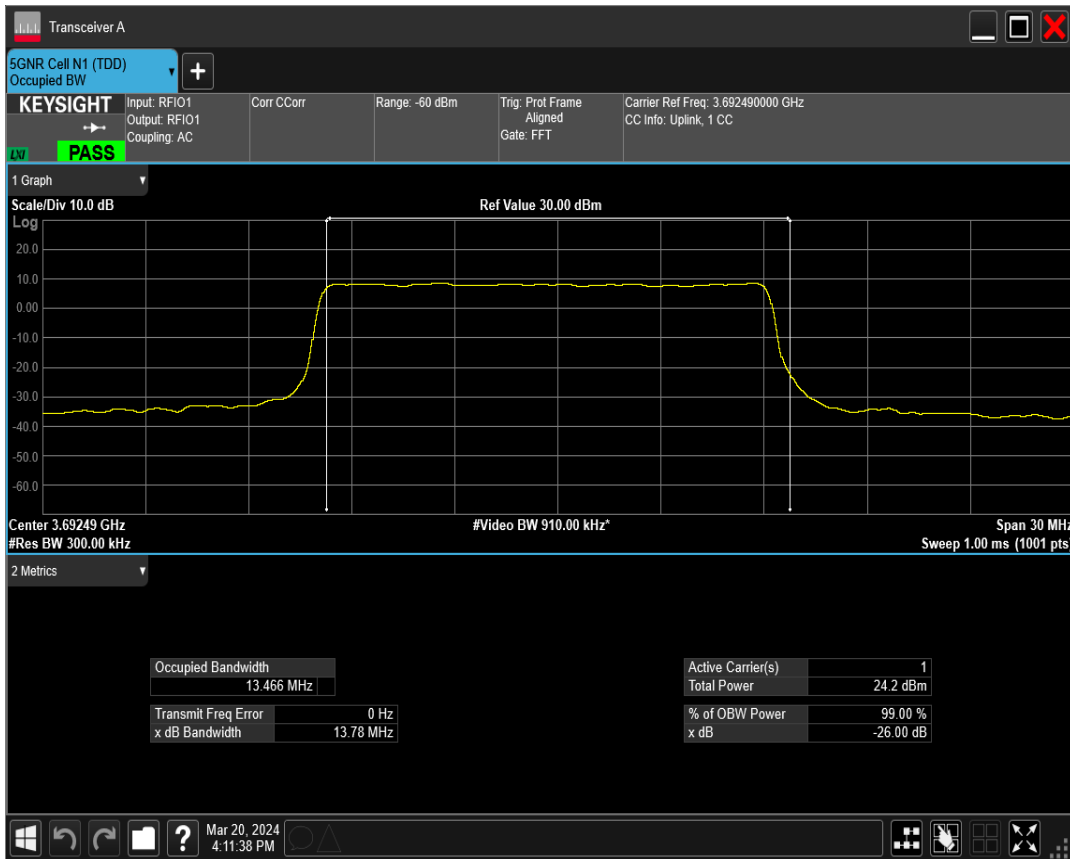 Transceiver A
5GNR Cell N1 (TDD)
Occupied BW
+
KEYSIGHT
LXI
PASS
Input: RFIO1
Output: RFIO1
Coupling: AC
Corr CCorr
Range: -60 dBm
Trig: Prot Frame
Aligned
Gate: FFT
Carrier Ref Freq: 3.692490000 GHz
CC Info: Uplink, 1 CC
1 Graph
Scale/Div 10.0 dB
Ref Value 30.00 dBm
Log
20.0
10.0
0.00
-10.0
-20.0
-30.0
-40.0
-50.0
-60.0
Center 3.69249 GHz
#Video BW 910.00 kHz*
Span 30 MHz
#Res BW 300.00 kHz
Sweep 1.00 ms (1001 pts)
2 Metrics
Occupied Bandwidth
13.466 MHz
Transmit Freq Error 0 Hz
x dB Bandwidth 13.78 MHz
Active Carrier(s) 1
Total Power 24.2 dBm
% of OBW Power 99.00 %
x dB -26.00 dB
?
Mar 20, 2024
4:11:38 PM